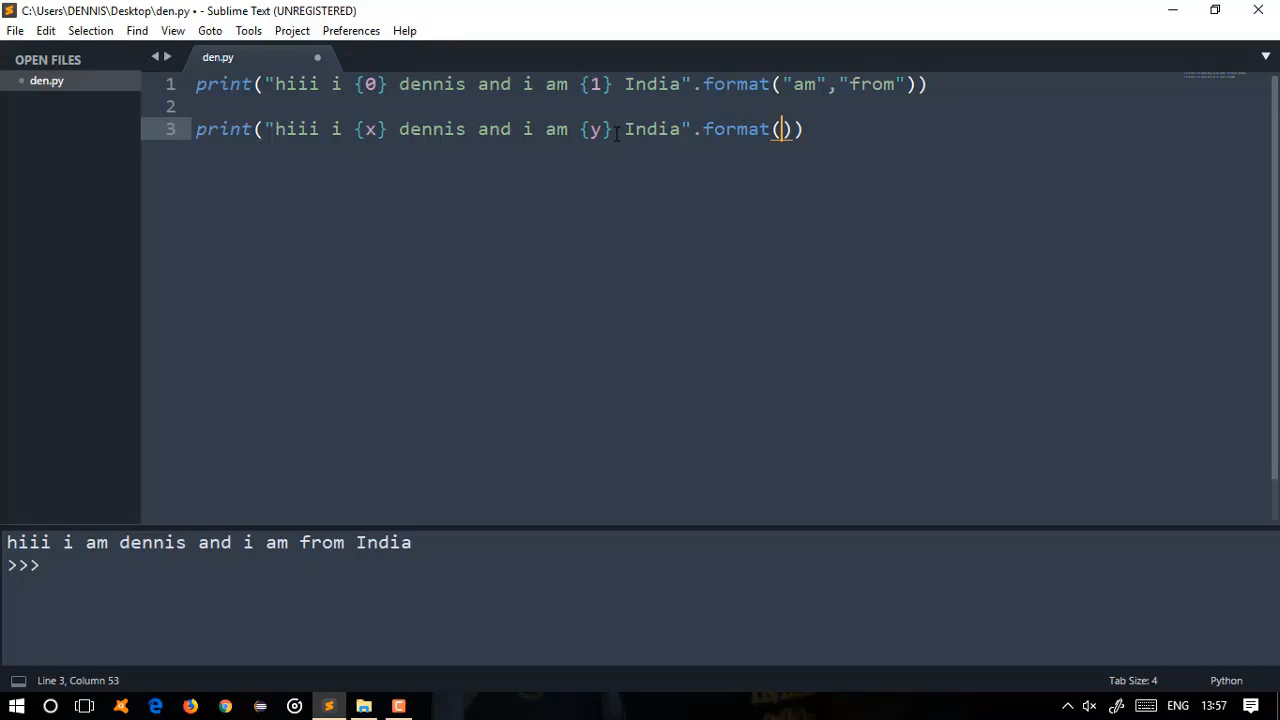 C:\Users\DENNIS\Desktop\den.py • - Sublime Text (UNREGISTERED)
File Edit Selection Find View Goto Tools Project Preferences Help
OPEN FILES
den.py
den.py
1 print("hiii i {0} dennis and i am {1} India".format("am","from"))
2
3 print("hiii i {x} dennis and i am {y} India".format())
hiii i am dennis and i am from India
>>>
Line 3, Column 53
Tab Size: 4
Python
ENG
13:57